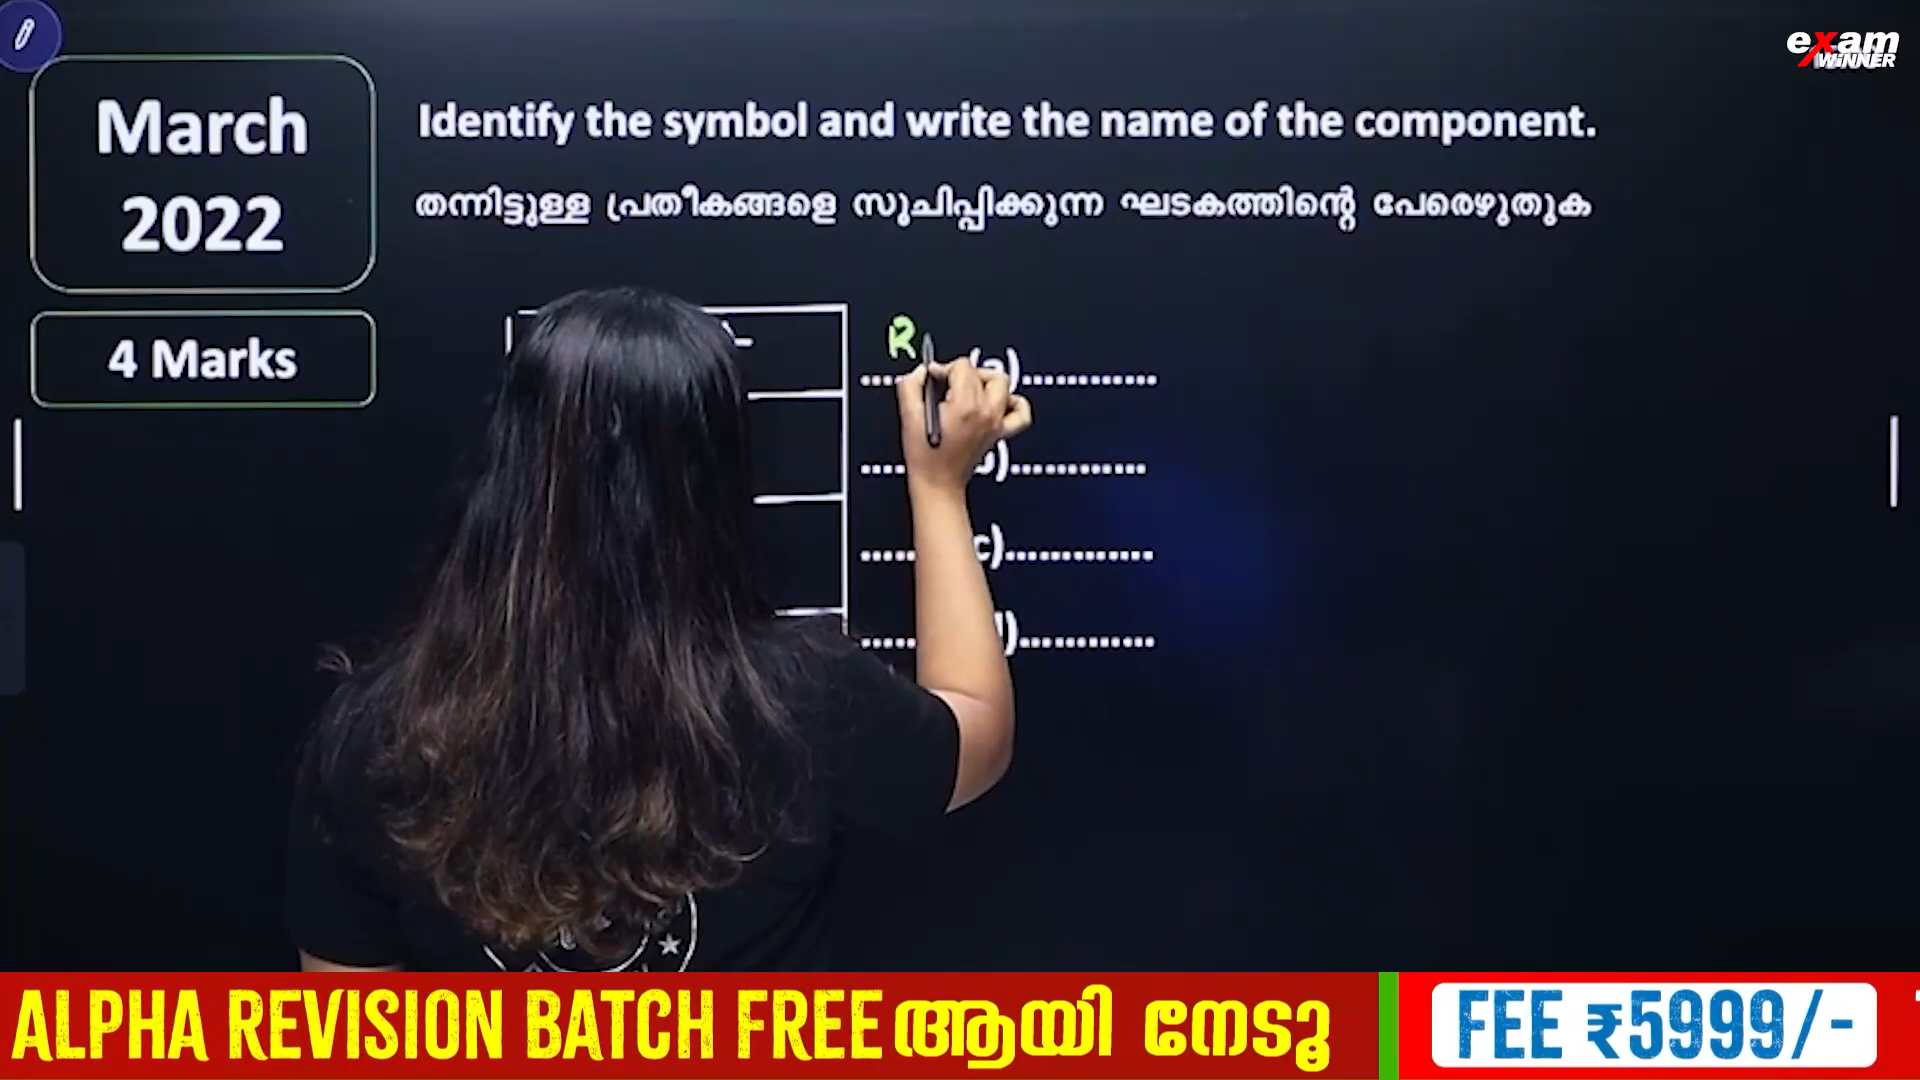 exam
WINNER
March
2022
4 Marks
Identify the symbol and write the name of the component.
തന്നിട്ടുള്ള പ്രതീകങ്ങളെ സൂചിപ്പിക്കുന്ന ഘടകത്തിന്റെ പേരെഴുതുക
R
(a)
c)
ALPHA REVISION BATCH FREE ആയി നേടൂ
FEE ₹5999/-